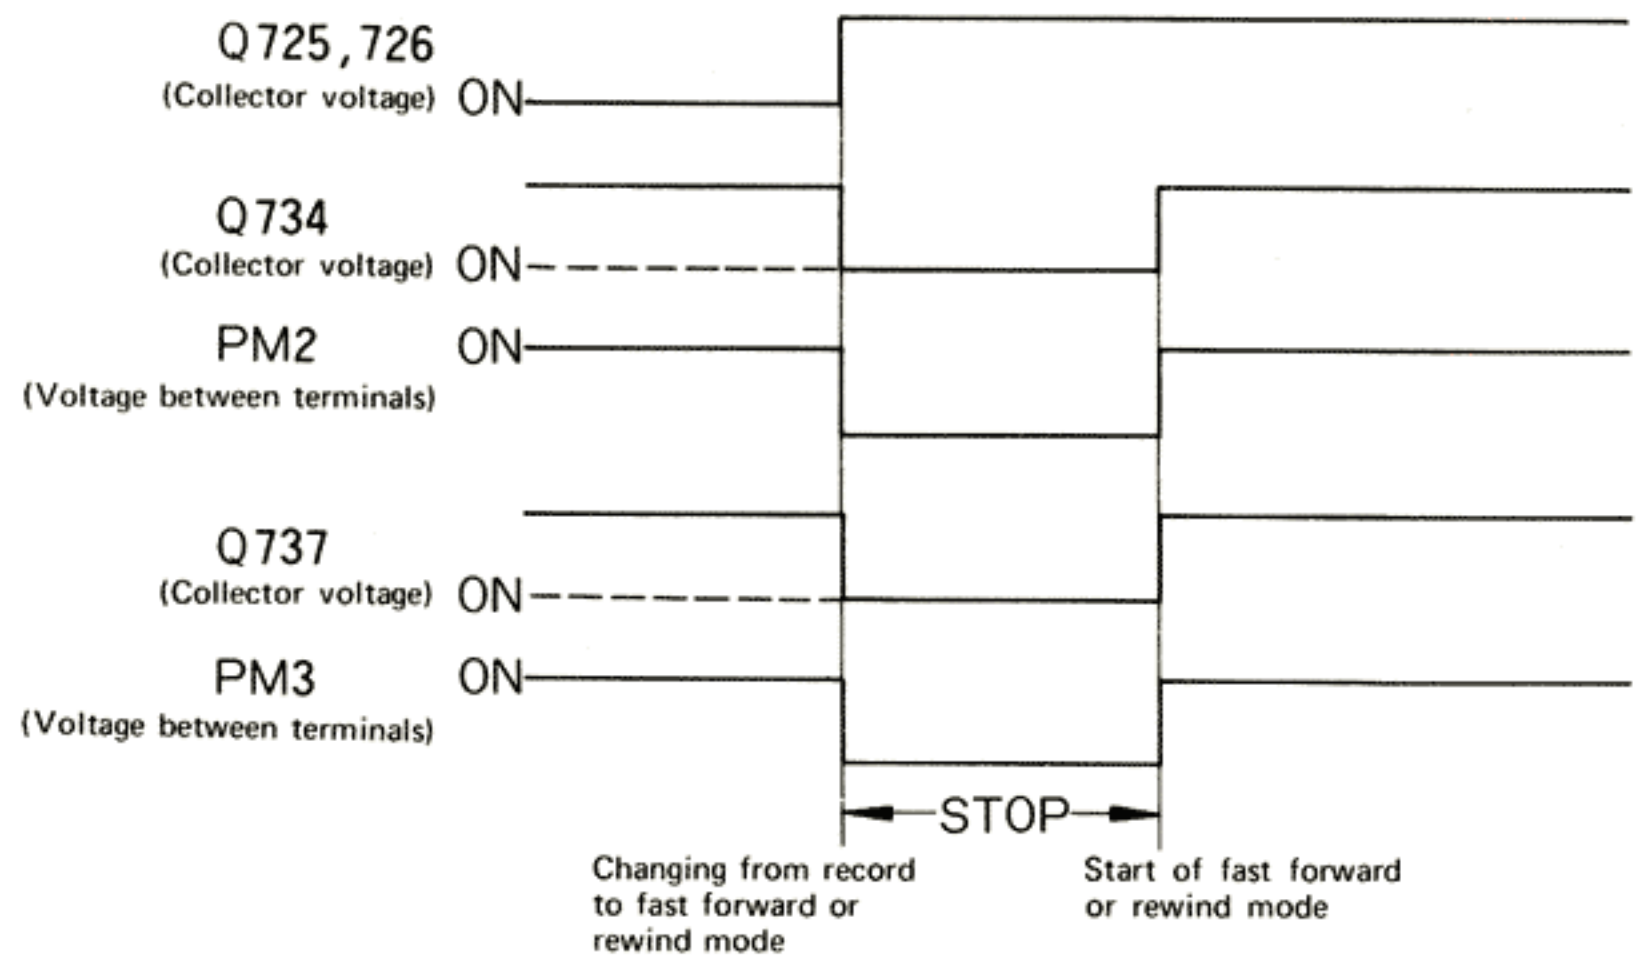 Q725,726
(Collector voltage) ON
Q734
(Collector voltage) ON
PM2 ON
(Voltage between terminals)
Q737
(Collector voltage) ON
PM3 ON
(Voltage between terminals)
STOP
Changing from record
to fast forward or
rewind mode
Start of fast forward
or rewind mode